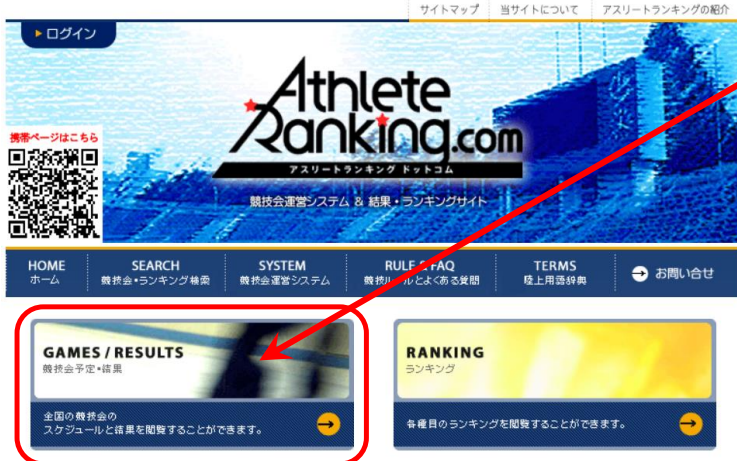 サイトマップ 当サイトについて アスリートランキングの紹介
ログイン
Athlete
Ranking.com
アスリートランキング ドットコム
携帯ページはこちら
競技会運営システム & 結果・ランキングサイト
HOME SEARCH SYSTEM RULE & FAQ TERMS
ホーム 競技会・ランキング検索 競技会運営システム 競技ルールとよくある質問 陸上用語辞典 お問い合せ
GAMES / RESULTS
競技会予定・結果
全国の競技会の
スケジュールと結果を閲覧することができます。
RANKING
ランキング
各種目のランキングを閲覧することができます。